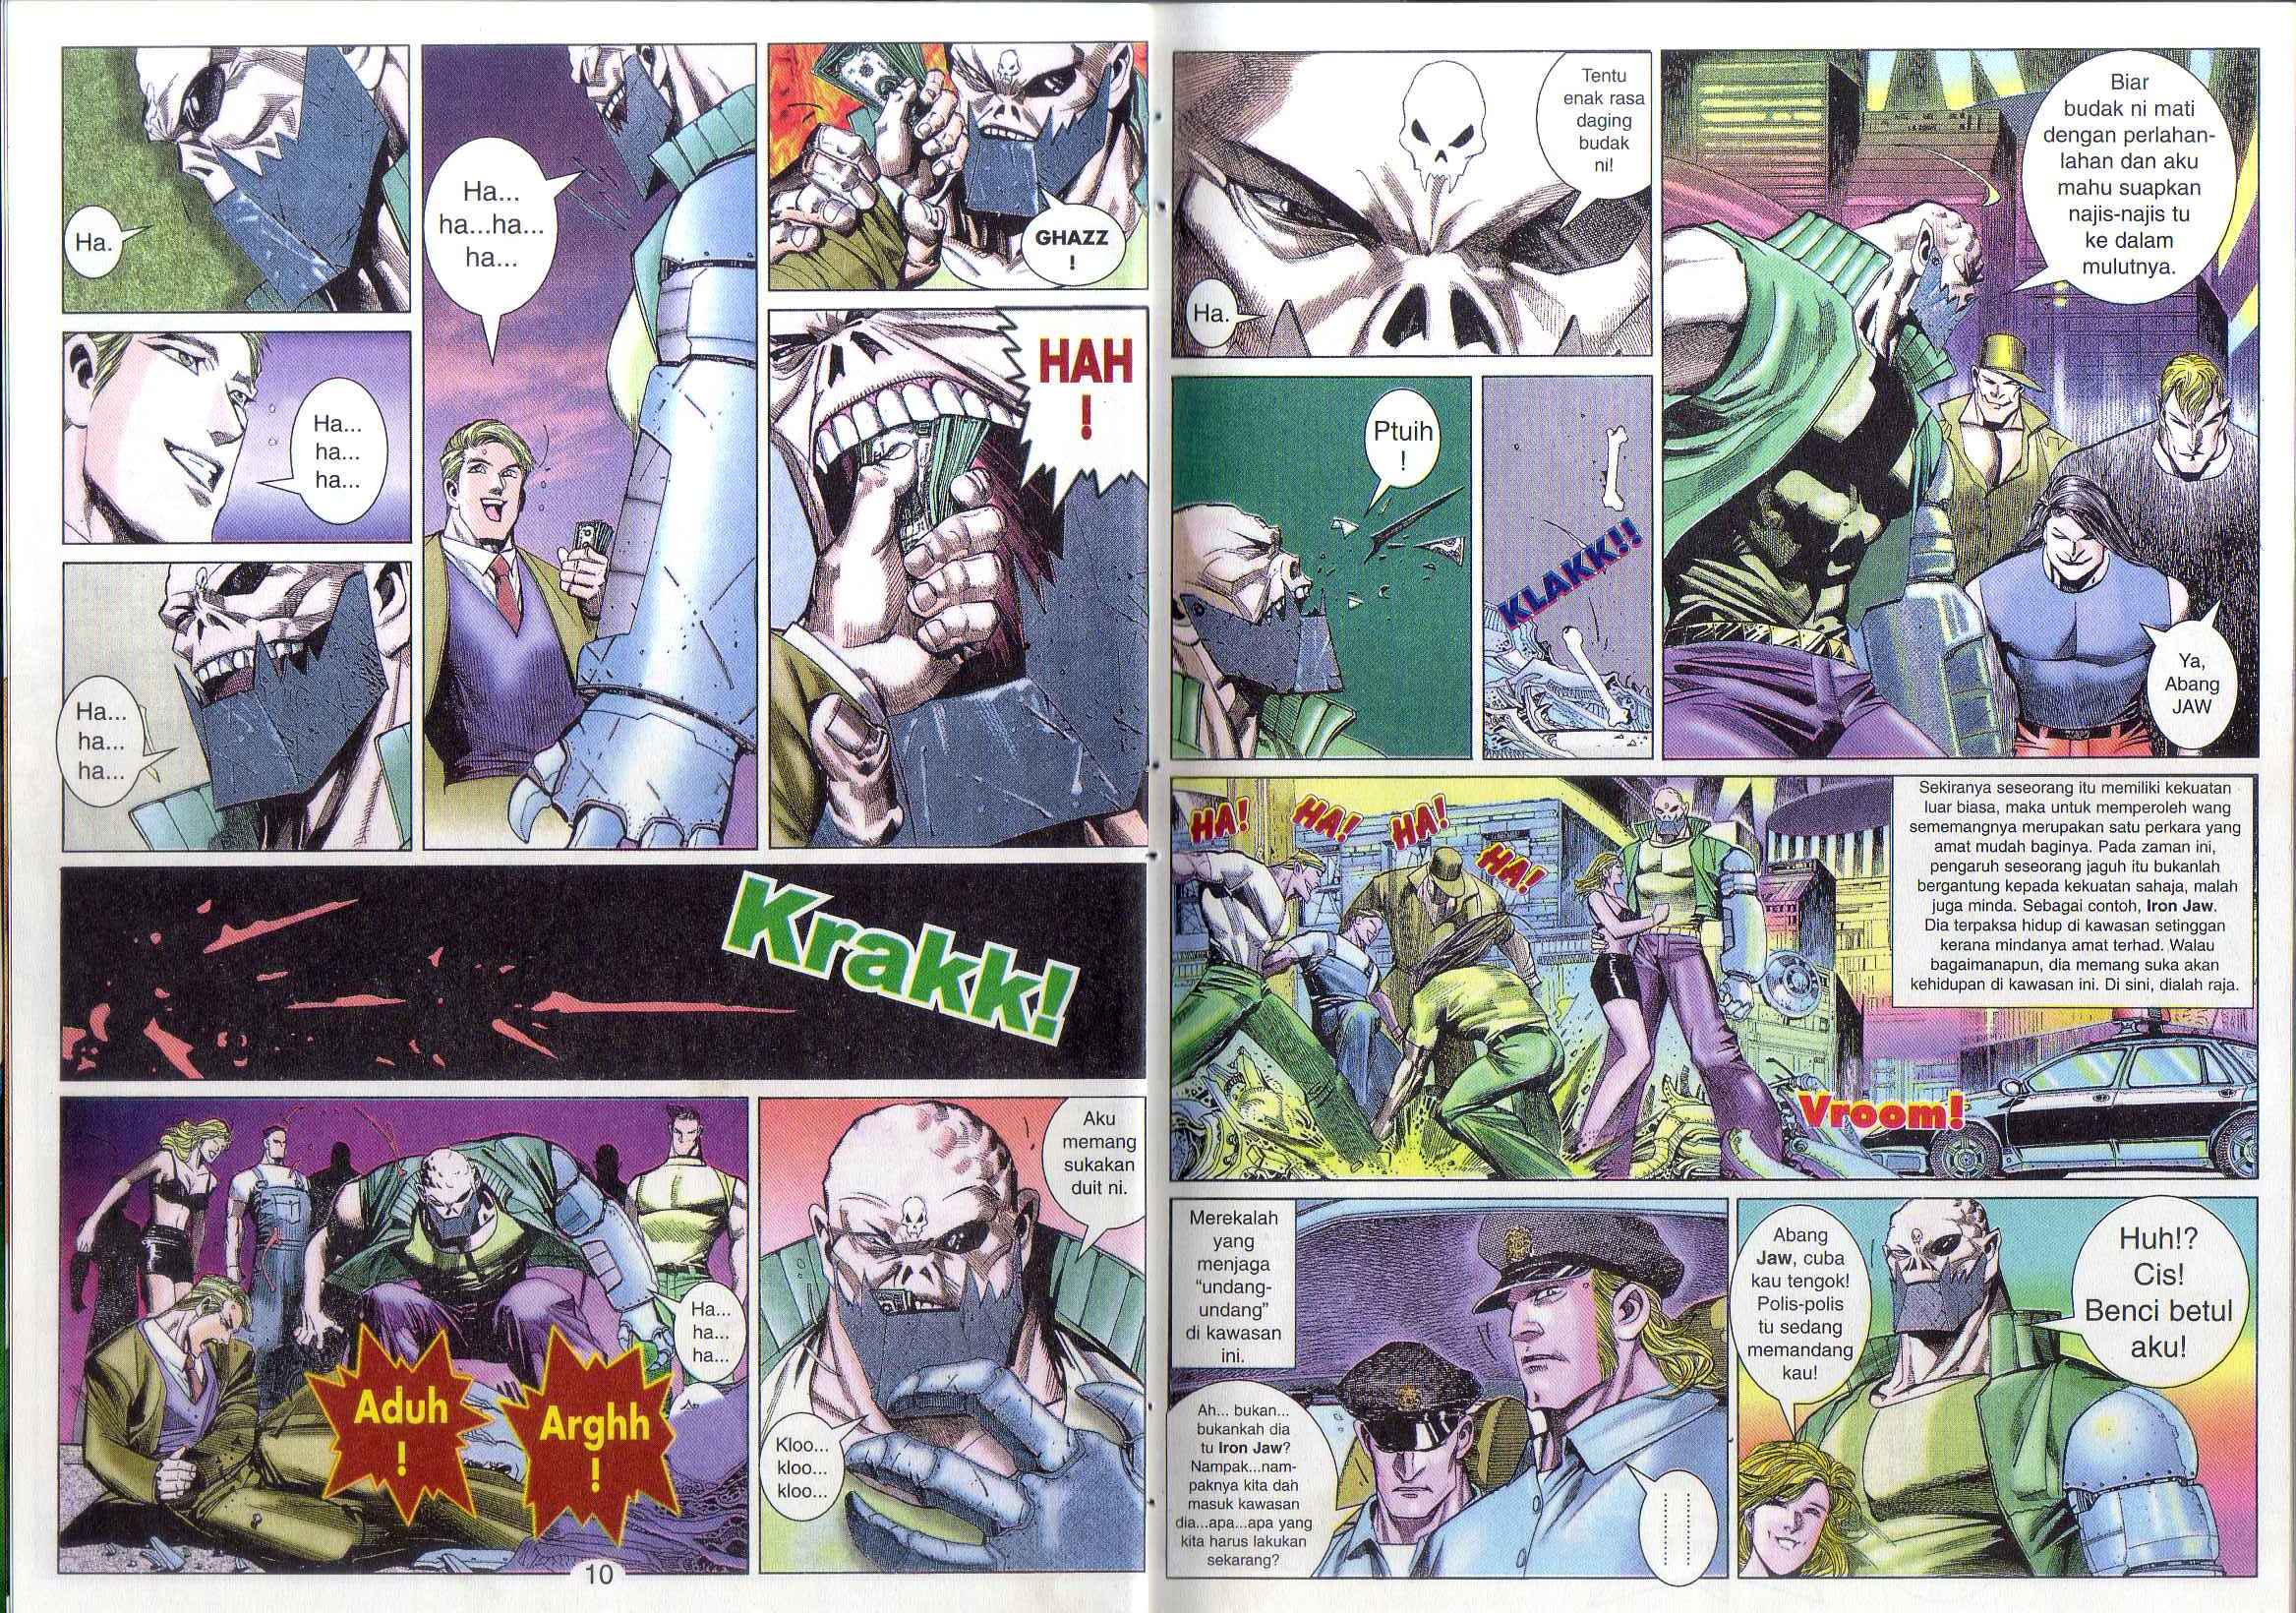 Ha.
Ha...
ha...
ha...
Ha...
ha...
ha...
Ha...
ha...ha...
ha...
GHAZZ
!
HAH
!
Krakk!
Aduh
!
Arghh
!
Ha...
ha...
ha...
Aku
memang
sukakan
duit ni.
Kloo...
kloo...
kloo...
10
Tentu
enak rasa
daging
budak
ni!
Ha.
Ptuih
!
KLAKK!!
Biar
budak ni mati
dengan perlahan-
lahan dan aku
mahu suapkan
najis-najis tu
ke dalam
mulutnya.
Ya,
Abang
JAW
HA!
HA!
HA!
HA!
Sekiranya seseorang itu memiliki kekuatan
luar biasa, maka untuk memperoleh wang
sememangnya merupakan satu perkara yang
amat mudah baginya. Pada zaman ini,
pengaruh seseorang jaguh itu bukanlah
bergantung kepada kekuatan sahaja, malah
juga minda. Sebagai contoh, Iron Jaw.
Dia terpaksa hidup di kawasan setinggan
kerana mindanya amat terhad. Walau
bagaimanapun, dia memang suka akan
kehidupan di kawasan ini. Di sini, dialah raja.
Vroom!
Merekalah
yang
menjaga
“undang-
undang”
di kawasan
ini.
Ah... bukan...
bukankah dia
tu Iron Jaw?
Nampak...nam-
paknya kita dah
masuk kawasan
dia...apa...apa yang
kita harus lakukan
sekarang?
Abang
Jaw, cuba
kau tengok!
Polis-polis
tu sedang
memandang
kau!
Huh!?
Cis!
Benci betul
aku!